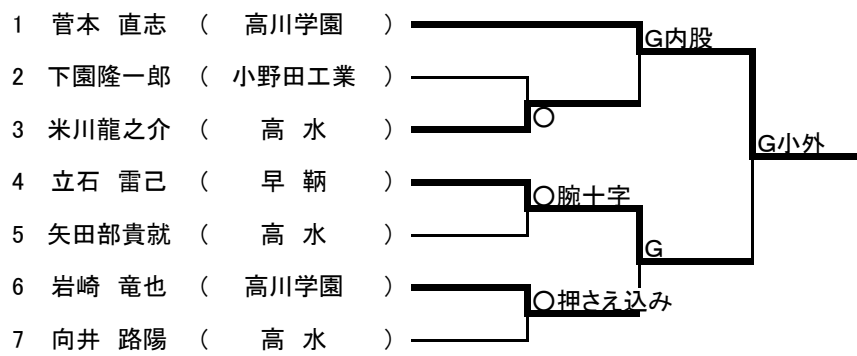 1 菅本 直志 ( 高川学園 )
G内股
2 下園隆一郎 ( 小野田工業 )
〇
3 米川龍之介 ( 高 水 )
G小外
4 立石 雷己 ( 早 鞆 )
〇腕十字
5 矢田部貴就 ( 高 水 )
G
6 岩崎 竜也 ( 高川学園 )
〇押さえ込み
7 向井 路陽 ( 高 水 )